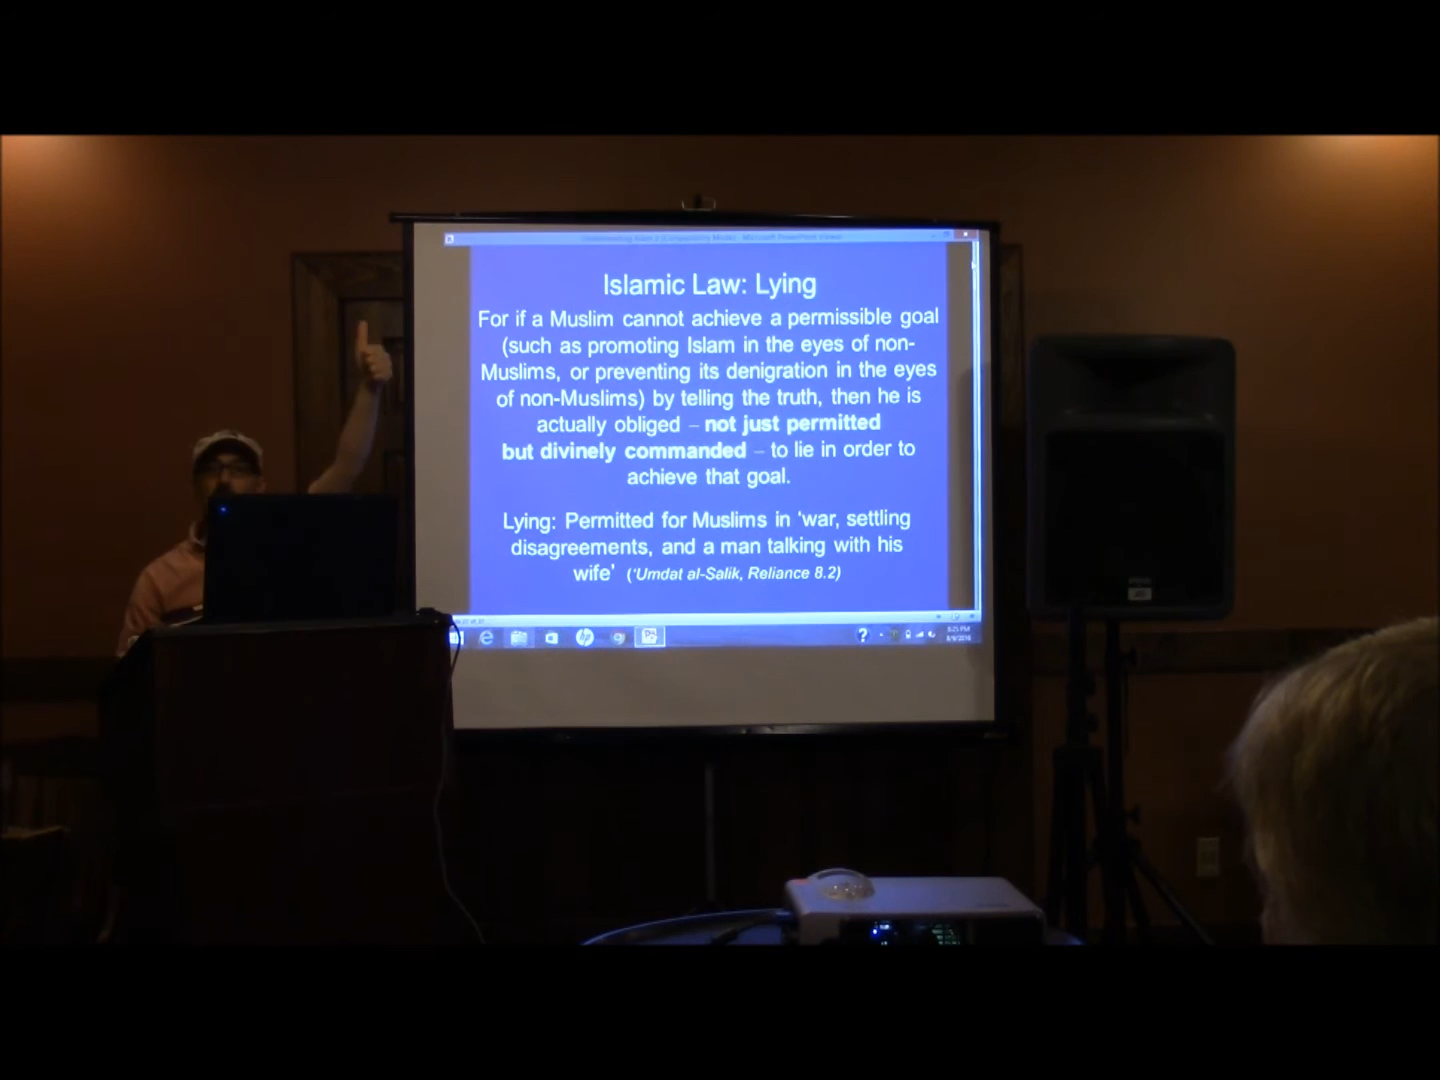 Islamic Law: Lying
For if a Muslim cannot achieve a permissible goal
(such as promoting Islam in the eyes of non-
Muslims, or preventing its denigration in the eyes
of non-Muslims) by telling the truth, then he is
actually obliged – not just permitted
but divinely commanded – to lie in order to
achieve that goal.
Lying: Permitted for Muslims in ‘war, settling
disagreements, and a man talking with his
wife’ (‘Umdat al-Salik, Reliance 8.2)